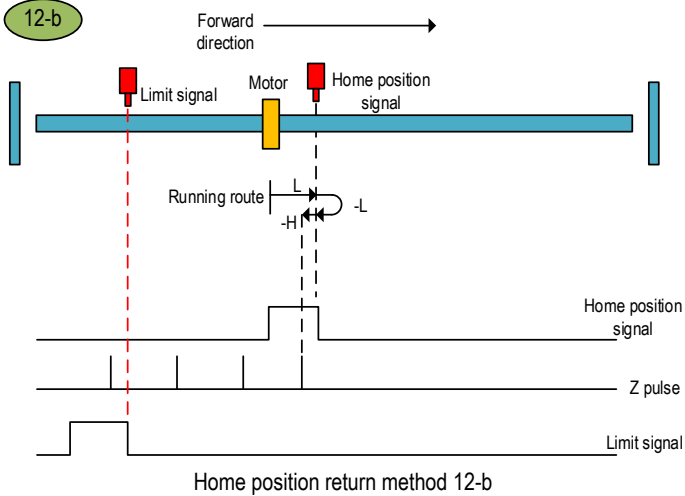 12-b
Forward
direction
Limit signal
Motor
Home position
signal
Running route
L
-L
-H
Home position
signal
Z pulse
Limit signal
Home position return method 12-b